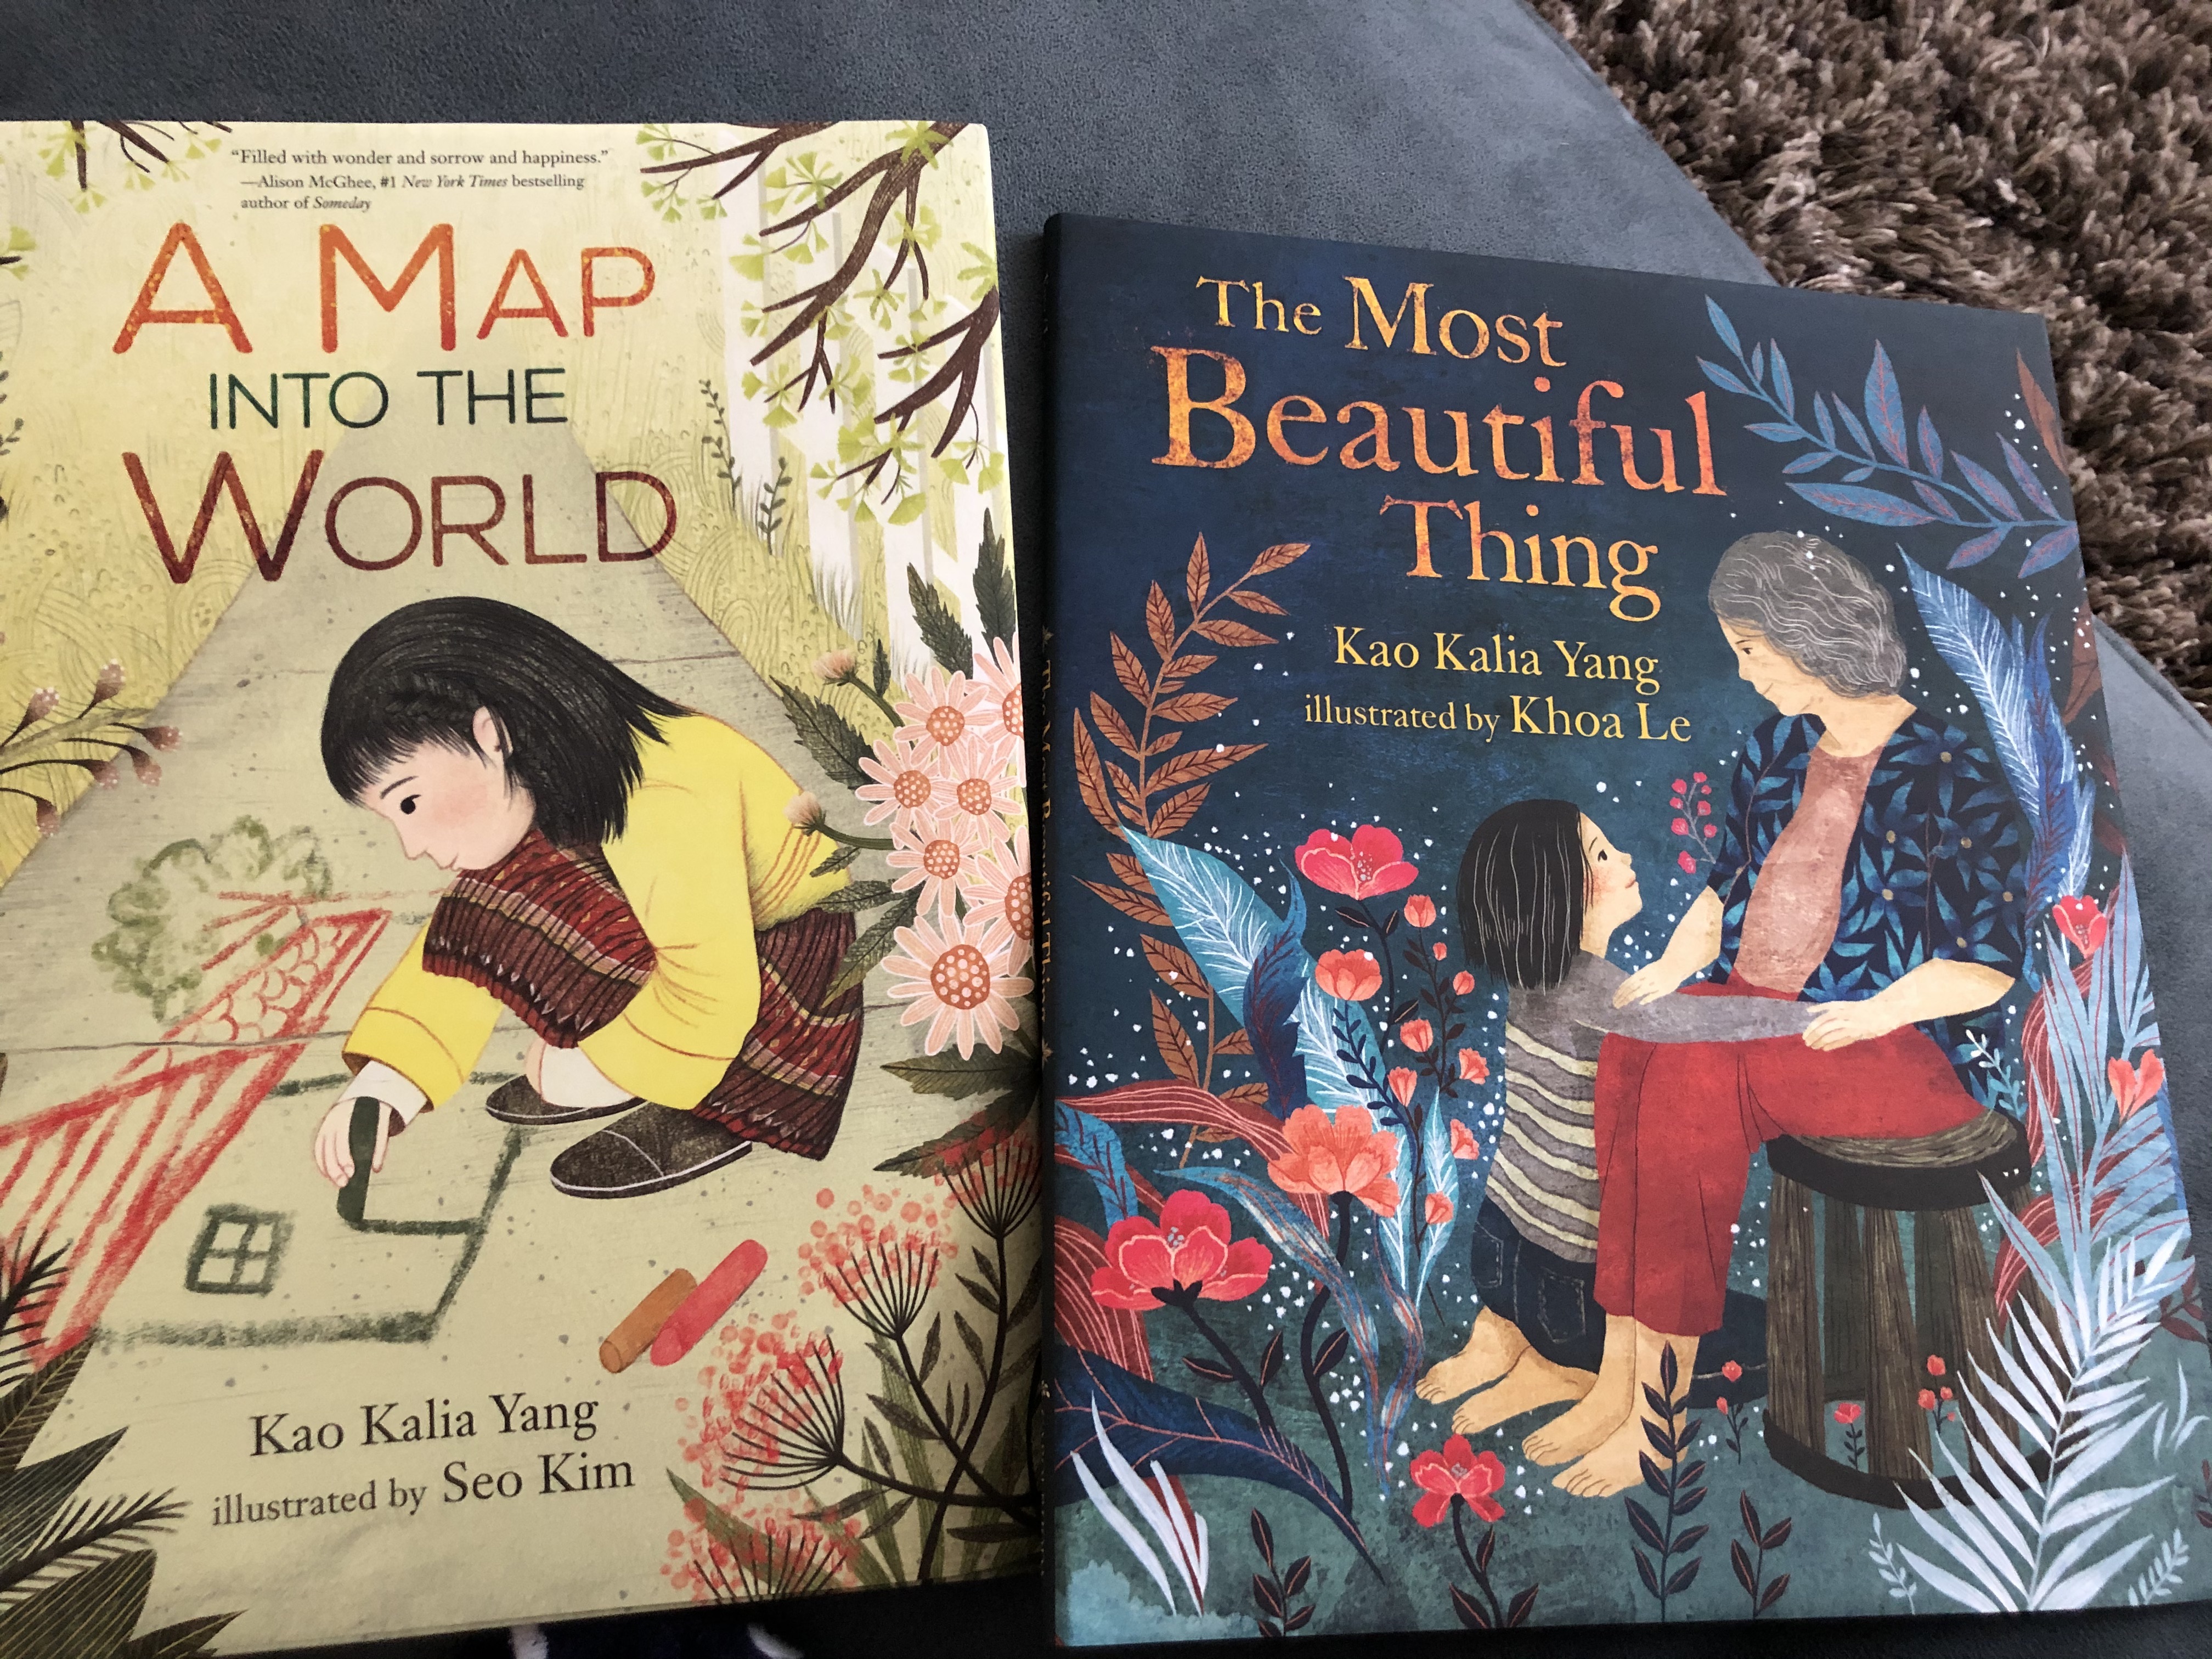 “Filled with wonder and sorrow and happiness.”
—Alison McGhee, #1 New York Times bestselling
author of Someday
A MAP
INTO THE
WORLD
Kao Kalia Yang
illustrated by Seo Kim
The Most
Beautiful
Thing
Kao Kalia Yang
illustrated by Khoa Le